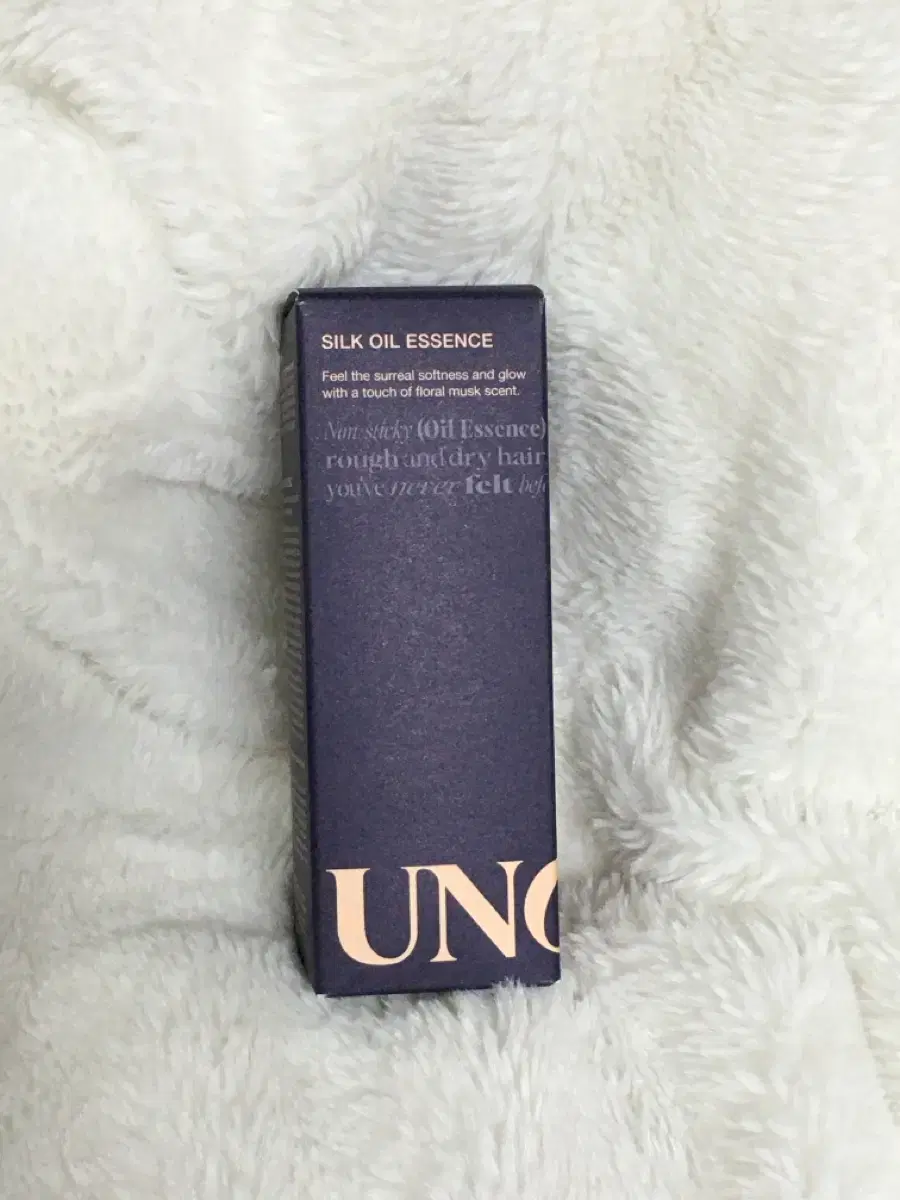 SILK OIL ESSENCE
Feel the surreal softness and glow
with a touch of floral musk scent.
Non-sticky (Oil Essence)
rough and dry hair
you've never felt befo
UNO